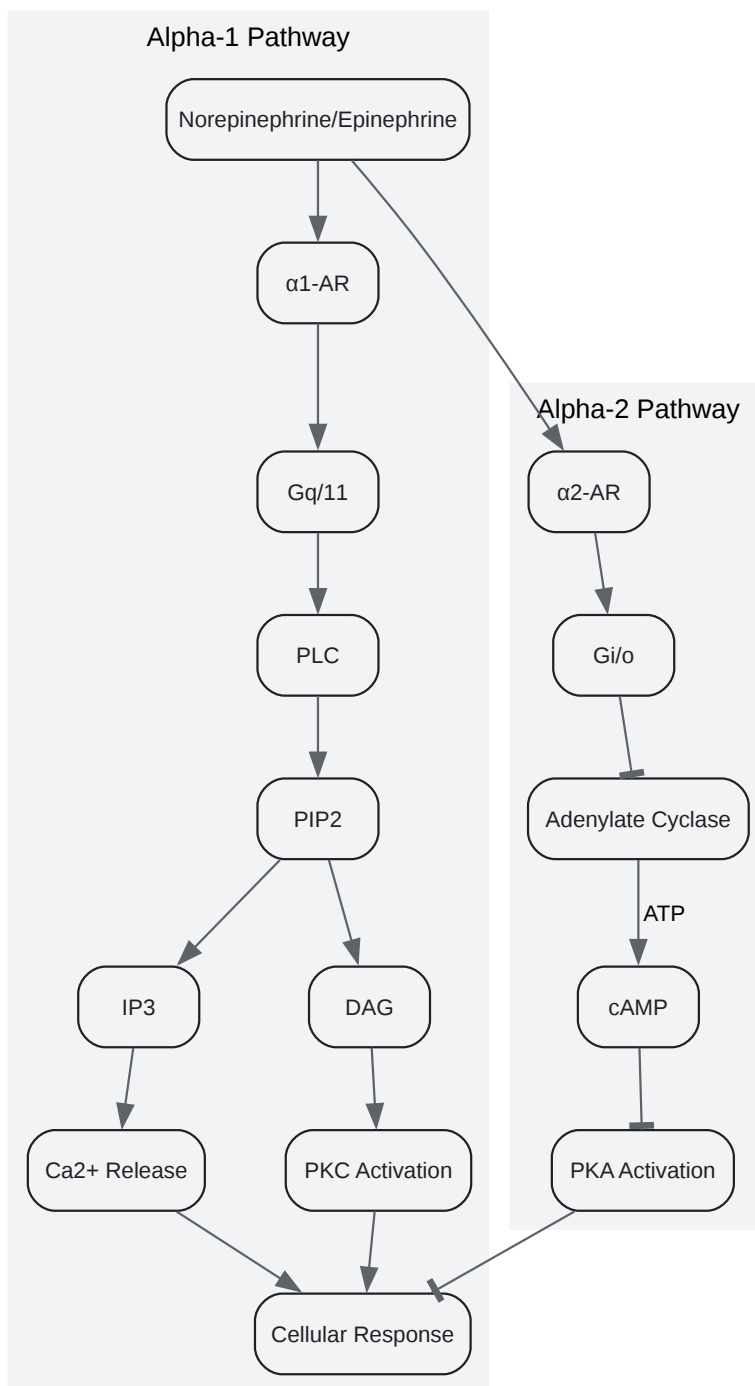 Alpha-1 Pathway
Norepinephrine/Epinephrine
α1-AR
Alpha-2 Pathway
Gq/11
α2-AR
PLC
Gi/o
PIP2
Adenylate Cyclase
ATP
IP3
DAG
cAMP
Ca2+ Release
PKC Activation
PKA Activation
Cellular Response